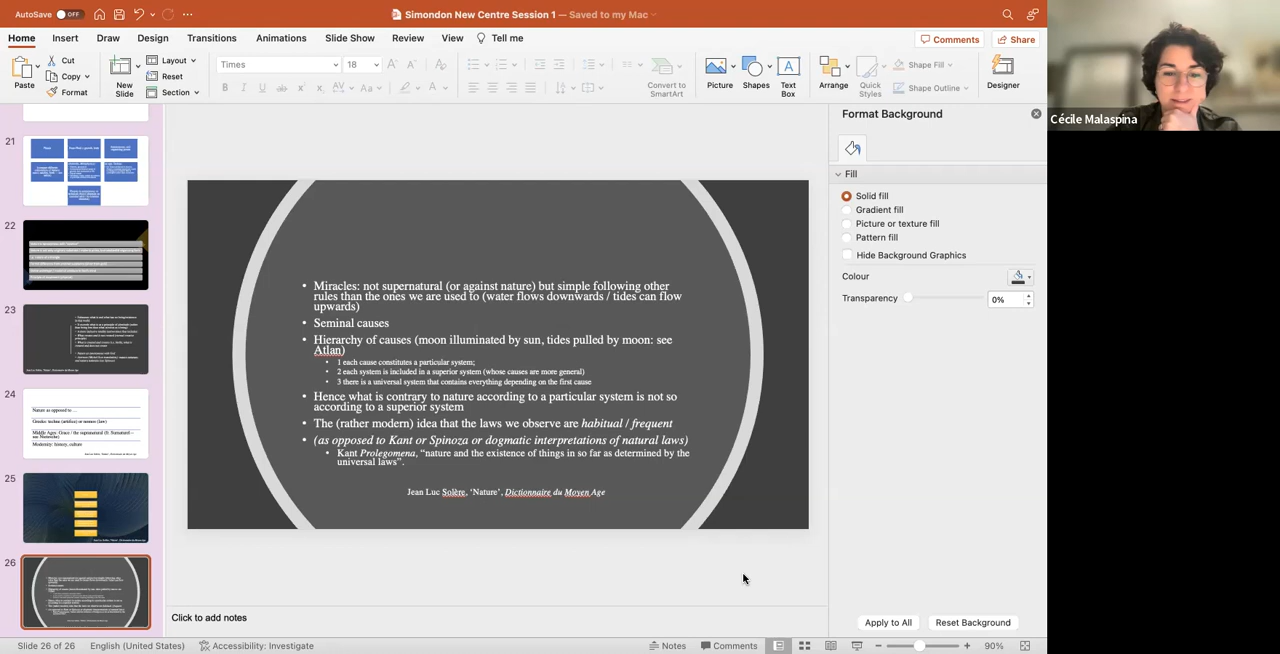 AutoSave OFF Simondon New Centre Session 1 — Saved to my Mac
Home Insert Draw Design Transitions Animations Slide Show Review View Tell me Comments Share
Paste Cut Copy Format New Slide Layout Reset Section Times 18 Convert to SmartArt Picture Shapes Text Box Arrange Quick Styles Shape Fill Shape Outline Designer
Cécile Malaspina
Format Background
Fill
Solid fill
Gradient fill
Picture or texture fill
Pattern fill
Hide Background Graphics
Colour
Transparency 0%
21
22
23
24
Nature as opposed to ...
25
26
• Miracles: not supernatural (or against nature) but simple following other
rules than the ones we are used to (water flows downwards / tides can flow
upwards)
• Seminal causes
• Hierarchy of causes (moon illuminated by sun, tides pulled by moon: see
Atlan)
• 1 each cause constitutes a particular system;
• 2 each system is included in a superior system (whose causes are more general)
• 3 there is a universal system that contains everything depending on the first cause
• Hence what is contrary to nature according to a particular system is not so
according to a superior system
• The (rather modern) idea that the laws we observe are habitual / frequent
• (as opposed to Kant or Spinoza or dogmatic interpretations of natural laws)
• Kant Prolegomena, “nature and the existence of things in so far as determined by the
universal laws”.
Jean Luc Solère, ‘Nature’, Dictionnaire du Moyen Age
Click to add notes
Apply to All Reset Background
Slide 26 of 26 English (United States) Accessibility: Investigate Notes Comments 90%